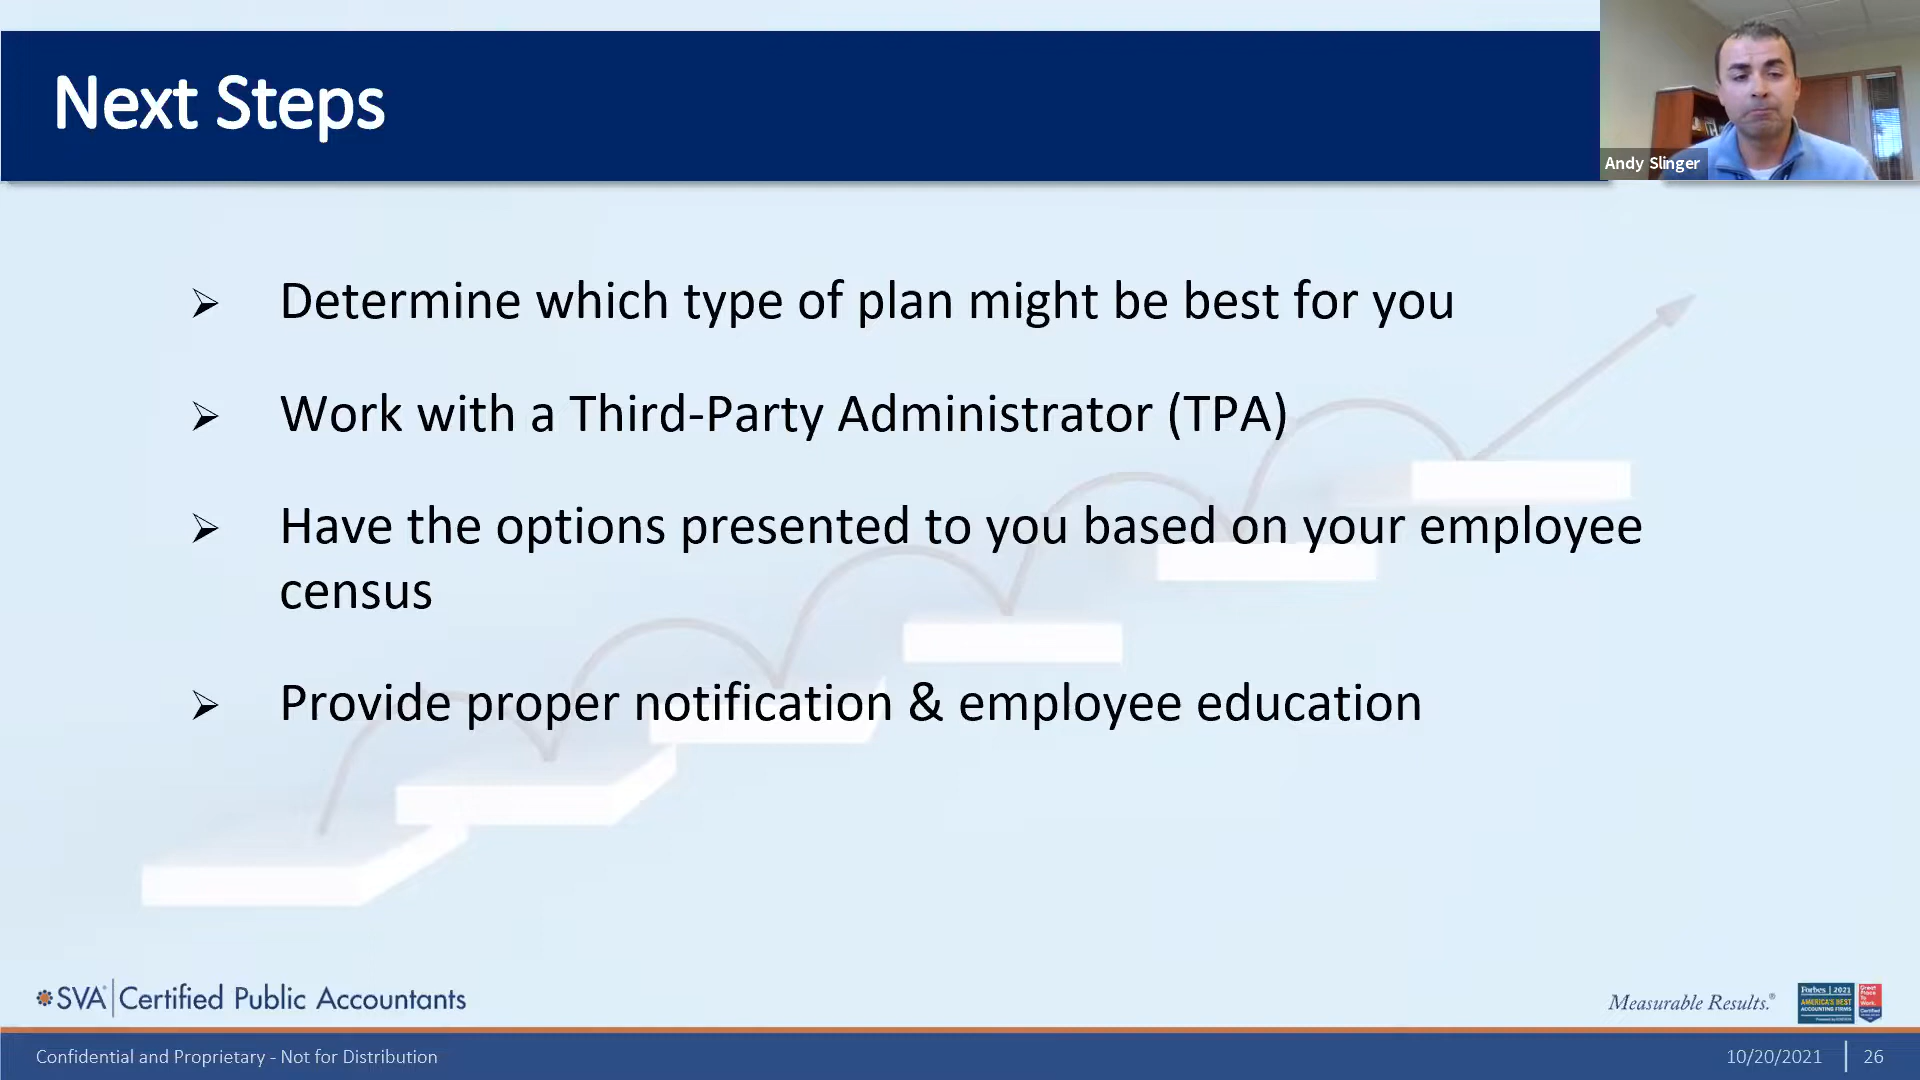 Next Steps
Andy Slinger
➢ Determine which type of plan might be best for you
➢ Work with a Third-Party Administrator (TPA)
➢ Have the options presented to you based on your employee
census
➢ Provide proper notification & employee education
SVA | Certified Public Accountants
Measurable Results.®
Forbes | 2021
AMERICA'S BEST
ACCOUNTING FIRMS
Great
Place
To
Work.
Certified
Confidential and Proprietary - Not for Distribution
10/20/2021 | 26